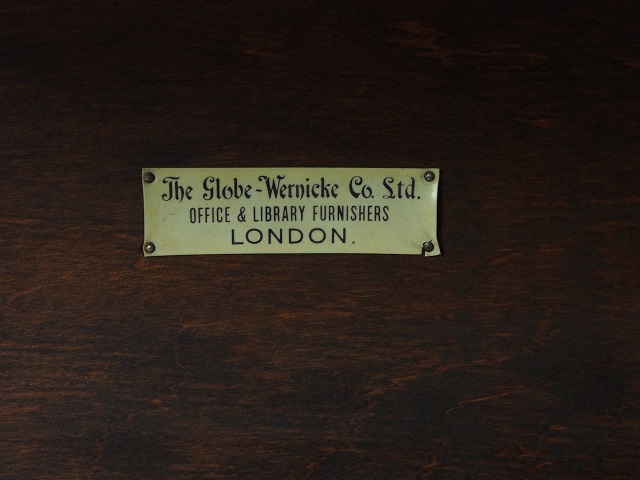 The Globe-Wernicke Co. Ltd.
OFFICE & LIBRARY FURNISHERS
LONDON.